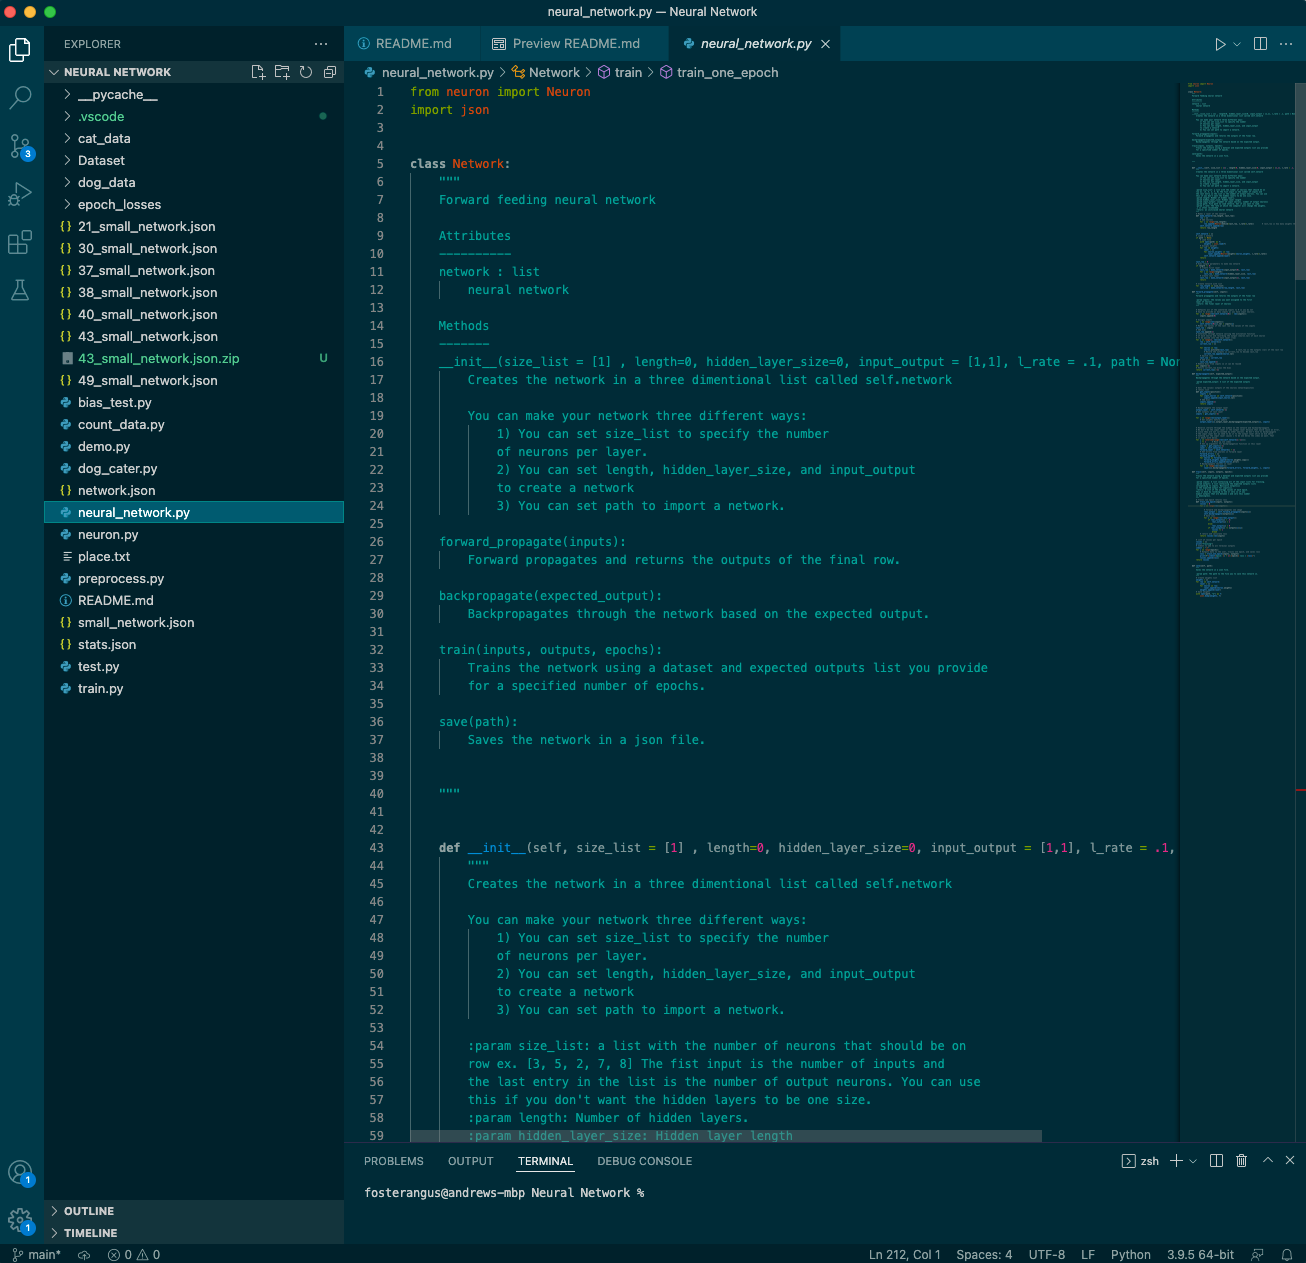 neural_network.py — Neural Network
EXPLORER
README.md
Preview README.md
neural_network.py
NEURAL NETWORK
neural_network.py > Network > train > train_one_epoch
__pycache__
.vscode
cat_data
Dataset
dog_data
epoch_losses
21_small_network.json
30_small_network.json
37_small_network.json
38_small_network.json
40_small_network.json
43_small_network.json
43_small_network.json.zip U
49_small_network.json
bias_test.py
count_data.py
demo.py
dog_cater.py
network.json
neural_network.py
neuron.py
place.txt
preprocess.py
README.md
small_network.json
stats.json
test.py
train.py
OUTLINE
TIMELINE
3
1
1
1 from neuron import Neuron
2 import json
3
4
5 class Network:
6 """
7 Forward feeding neural network
8
9 Attributes
10 ----------
11 network : list
12 neural network
13
14 Methods
15 -------
16 __init__(size_list = [1] , length=0, hidden_layer_size=0, input_output = [1,1], l_rate = .1, path = Nor
17 Creates the network in a three dimentional list called self.network
18
19 You can make your network three different ways:
20 1) You can set size_list to specify the number
21 of neurons per layer.
22 2) You can set length, hidden_layer_size, and input_output
23 to create a network
24 3) You can set path to import a network.
25
26 forward_propagate(inputs):
27 Forward propagates and returns the outputs of the final row.
28
29 backpropagate(expected_output):
30 Backpropagates through the network based on the expected output.
31
32 train(inputs, outputs, epochs):
33 Trains the network using a dataset and expected outputs list you provide
34 for a specified number of epochs.
35
36 save(path):
37 Saves the network in a json file.
38
39
40 """
41
42
43 def __init__(self, size_list = [1] , length=0, hidden_layer_size=0, input_output = [1,1], l_rate = .1,
44 """
45 Creates the network in a three dimentional list called self.network
46
47 You can make your network three different ways:
48 1) You can set size_list to specify the number
49 of neurons per layer.
50 2) You can set length, hidden_layer_size, and input_output
51 to create a network
52 3) You can set path to import a network.
53
54 :param size_list: a list with the number of neurons that should be on
55 row ex. [3, 5, 2, 7, 8] The fist input is the number of inputs and
56 the last entry in the list is the number of output neurons. You can use
57 this if you don't want the hidden layers to be one size.
58 :param length: Number of hidden layers.
59 :param hidden_layer_size: Hidden layer length
PROBLEMS OUTPUT TERMINAL DEBUG CONSOLE zsh
fosterangus@andrews-mbp Neural Network %
main* 0 0 Ln 212, Col 1 Spaces: 4 UTF-8 LF Python 3.9.5 64-bit